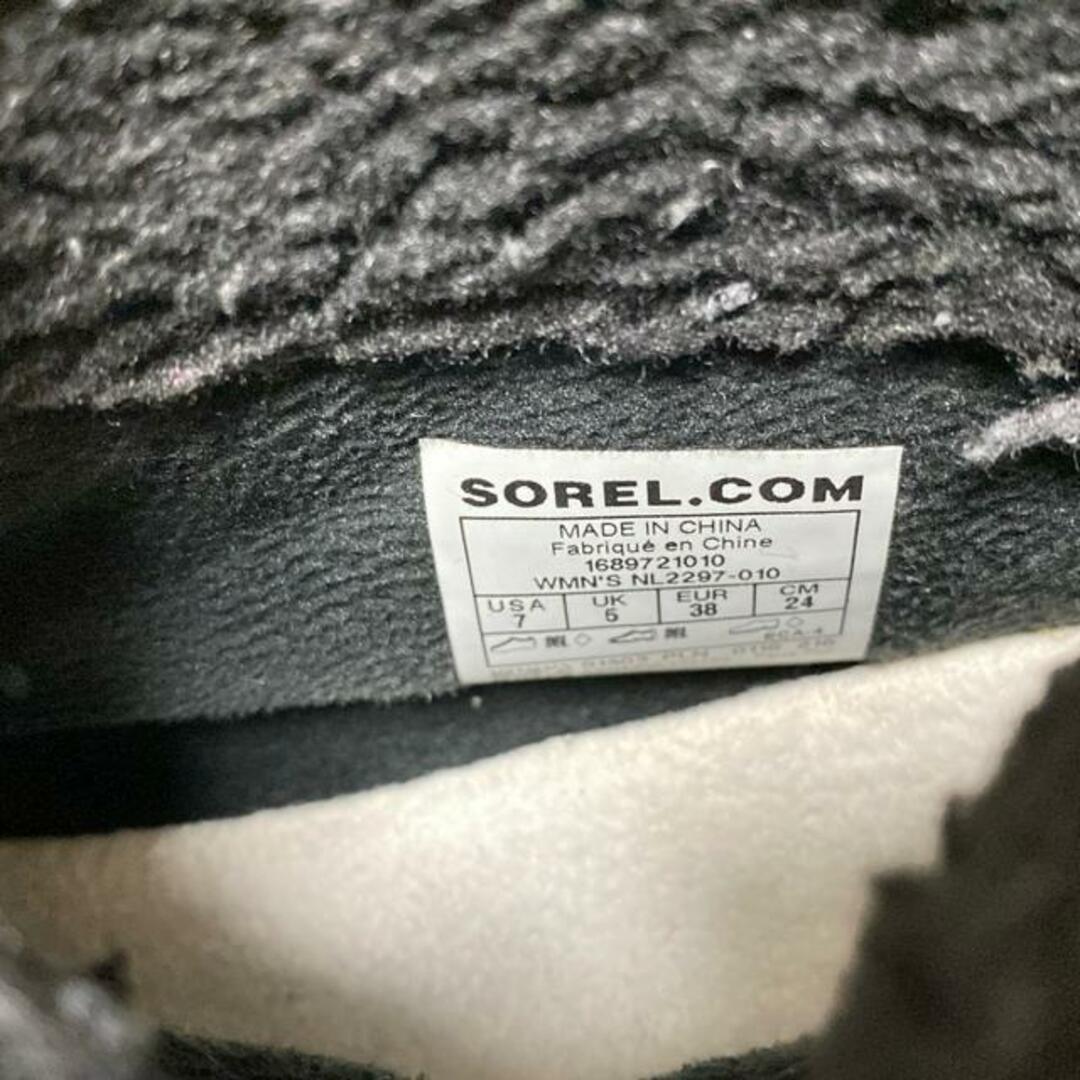 SOREL.COM
MADE IN CHINA
Fabriqué en Chine
1689721010
WMN'S NL2297-010
USA UK EUR CM
7 5 38 24